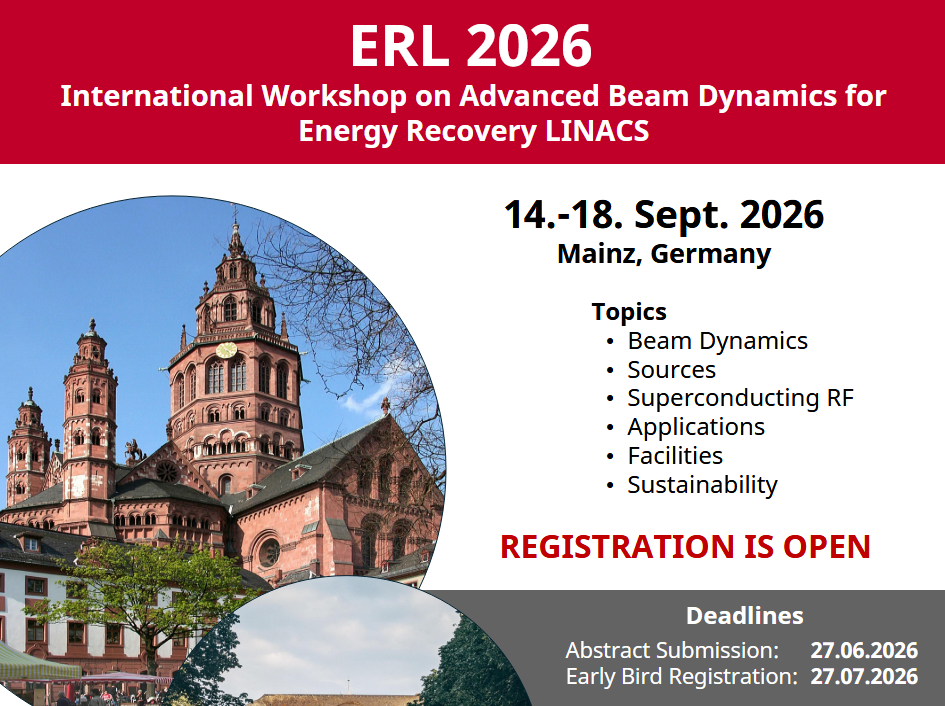 ERL 2026
International Workshop on Advanced Beam Dynamics for
Energy Recovery LINACS
14.-18. Sept. 2026
Mainz, Germany
Topics
• Beam Dynamics
• Sources
• Superconducting RF
• Applications
• Facilities
• Sustainability
REGISTRATION IS OPEN
Deadlines
Abstract Submission: 27.06.2026
Early Bird Registration: 27.07.2026